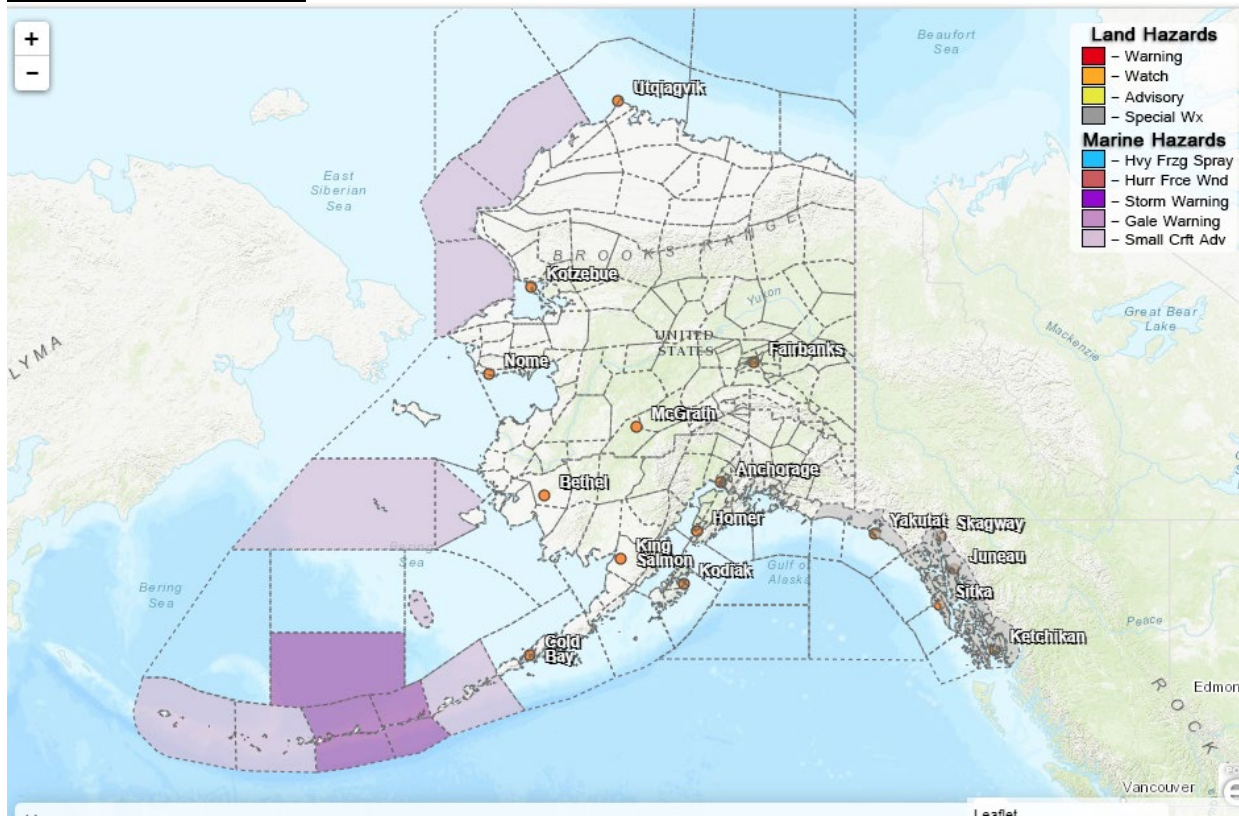 +
−
Beaufort
Sea
Land Hazards
– Warning
– Watch
– Advisory
– Special Wx
Marine Hazards
– Hvy Frzg Spray
– Hurr Frce Wnd
– Storm Warning
– Gale Warning
– Small Crft Adv
Utqiagvik
East
Siberian
Sea
BROOKS RANGE
Kotzebue
Yukon
Great Bear
Lake
Mackenzie
LYMA
UNITED
STATES
Nome
Fairbanks
McGrath
Anchorage
Bethel
Homer
Yakutat
Skagway
King
Salmon
Juneau
Bering
Sea
Kodiak
Gulf of
Alaska
Bering
Sea
Sitka
Peace
Ketchikan
Cold
Bay
ROCK
Edmon
Vancouver
Leaflet